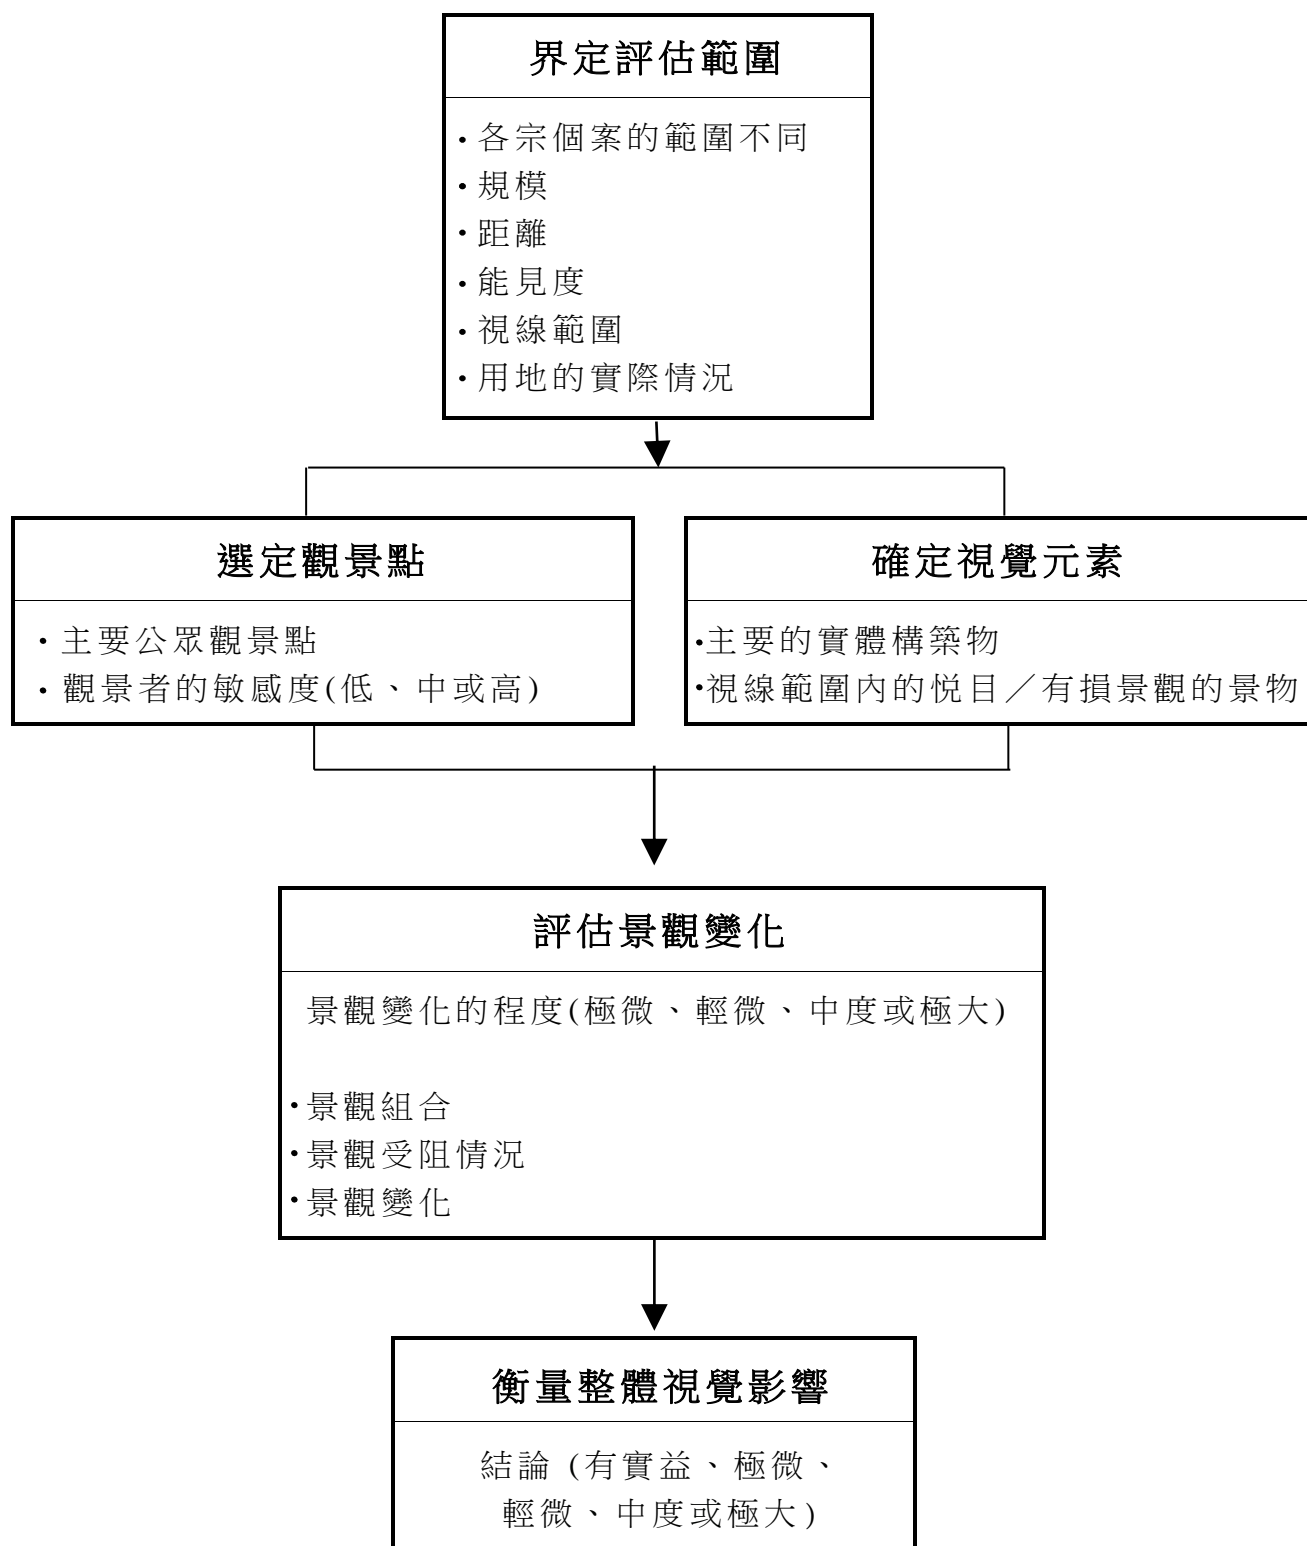 界定評估範圍
•各宗個案的範圍不同
•規模
•距離
•能見度
•視線範圍
•用地的實際情況
選定觀景點
•主要公眾觀景點
•觀景者的敏感度(低、中或高)
確定視覺元素
•主要的實體構築物
•視線範圍內的悅目／有損景觀的景物
評估景觀變化
景觀變化的程度(極微、輕微、中度或極大)
•景觀組合
•景觀受阻情況
•景觀變化
衡量整體視覺影響
結論 (有實益、極微、
輕微、中度或極大)